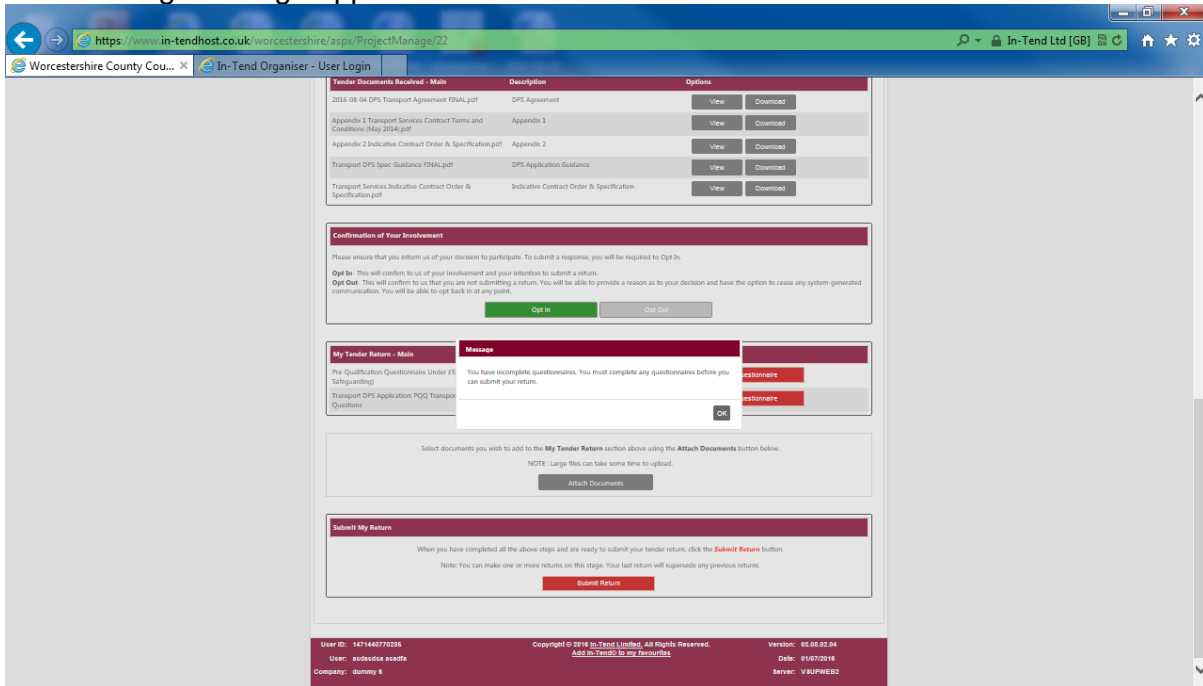 https://www.in-tendhost.co.uk/worcestershire/aspx/ProjectManage/22
In-Tend Ltd [GB]
Worcestershire County Cou...
In-Tend Organiser - User Login
Tender Documents Received - Main Description Options
2016 08 04 DPS Transport Agreement FINAL.pdf DPS Agreement View Download
Appendix 1 Transport Services Contract Terms and Appendix 1 View Download
Conditions (May 2014).pdf
Appendix 2 Indicative Contract Order & Specification.pdf Appendix 2 View Download
Transport DPS Spec-Guidance FINAL.pdf DPS Application Guidance View Download
Transport Services Indicative Contract Order & Indicative Contract Order & Specification View Download
Specification.pdf
Confirmation of Your Involvement
Please ensure that you inform us of your decision to participate. To submit a response, you will be required to Opt In.
Opt In- This will confirm to us of your involvement and your intention to submit a return.
Opt Out- This will confirm to us that you are not submitting a return. You will be able to provide a reason as to your decision and have the option to cease any system-generated
communication. You will be able to opt back in at any point.
Opt In Opt Out
My Tender Return - Main
Pre-Qualification Questionnaire Under
Safeguarding)
Transport DPS Application: PQQ
Questions
Message
You have incomplete questionnaires. You must complete any questionnaires before you
can submit your return.
OK
Select documents you wish to add to the My Tender Return section above using the Attach Documents button below.
NOTE : Large files can take some time to upload.
Attach Documents
Submit My Return
When you have completed all the above steps and are ready to submit your tender return, click the Submit Return button.
Note: You can make one or more returns on this stage. Your last return will supersede any previous returns.
Submit Return
User ID: 1471440770285 Copyright © 2016 In-Tend Limited, All Rights Reserved. Version: 03.08.02.04
User: asdasdsa asadfa Add In-Tend© to my favourites Date: 01/07/2016
Company: dummy 6 Server: VSUPWEB2